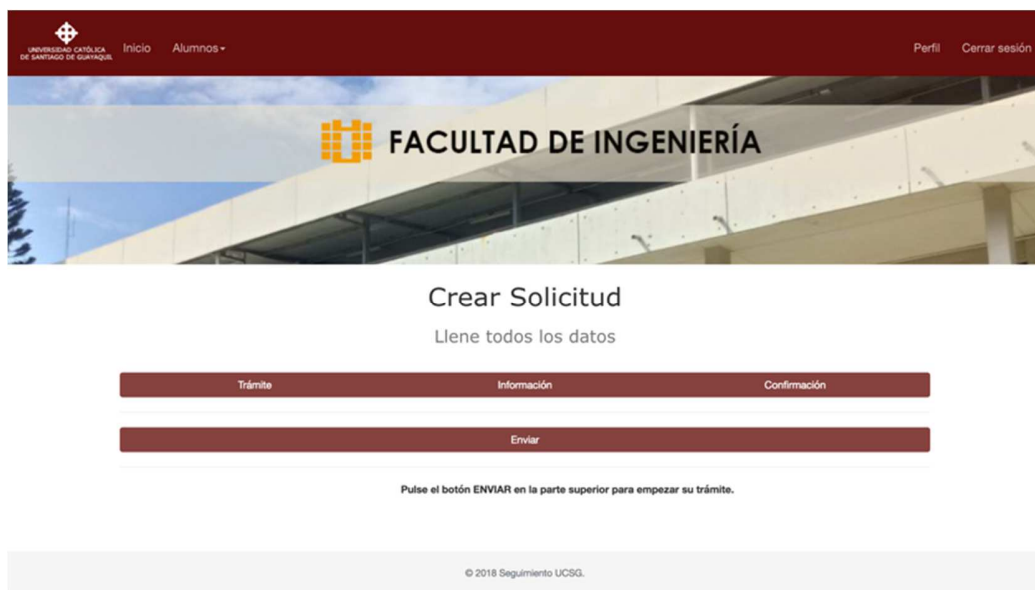 UNIVERSIDAD CATÓLICA
DE SANTIAGO DE GUAYAQUIL
Inicio Alumnos Perfil Cerrar sesión
FACULTAD DE INGENIERÍA
Crear Solicitud
Llene todos los datos
Trámite Información Confirmación
Enviar
Pulse el botón ENVIAR en la parte superior para empezar su trámite.
© 2018 Seguimiento UCSG.